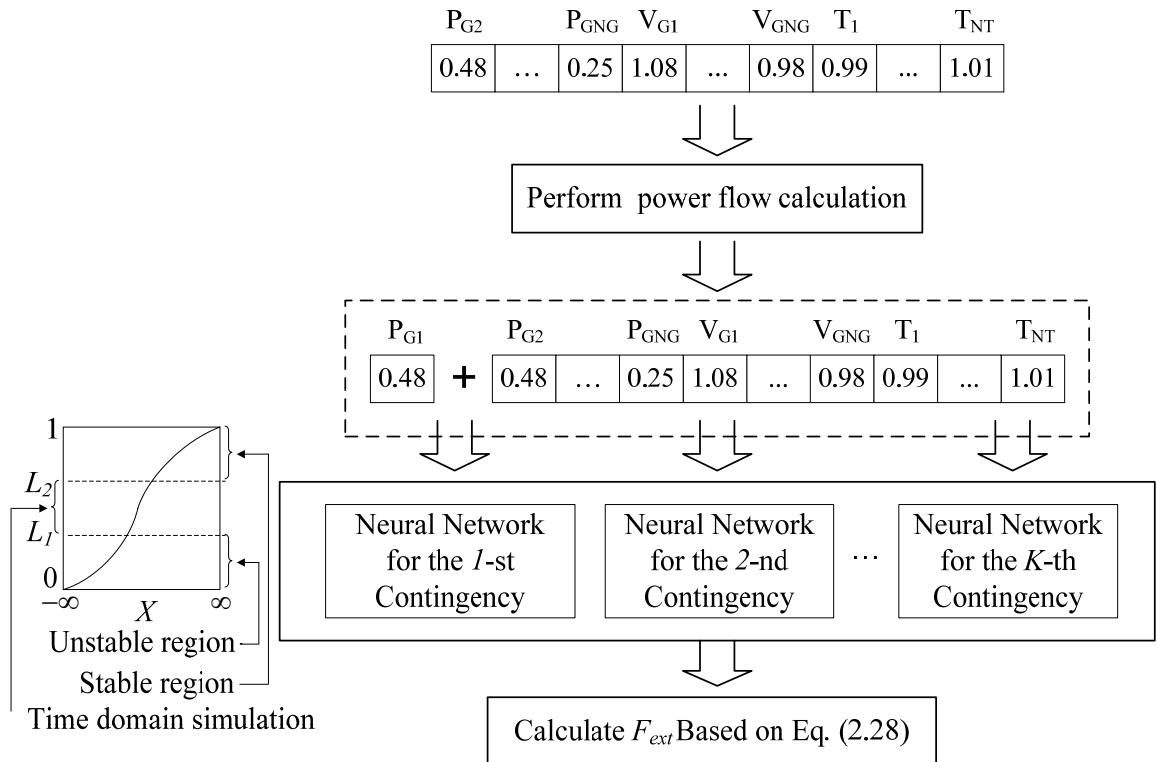 P_G2 P_GNG V_G1 V_GNG T_1 T_NT
0.48 … 0.25 1.08 ... 0.98 0.99 ... 1.01
Perform power flow calculation
P_G1 P_G2 P_GNG V_G1 V_GNG T_1 T_NT
0.48 + 0.48 … 0.25 1.08 ... 0.98 0.99 ... 1.01
1
L_2
L_1
0
−∞ X ∞
Unstable region
Stable region
Time domain simulation
Neural Network
for the 1-st
Contingency
Neural Network
for the 2-nd
Contingency
…
Neural Network
for the K-th
Contingency
Calculate F_ext Based on Eq. (2.28)